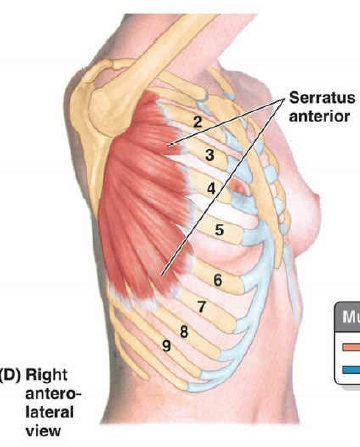 Serratus
anterior
2
3
4
5
6
7
8
9
(D) Right
antero-
lateral
view